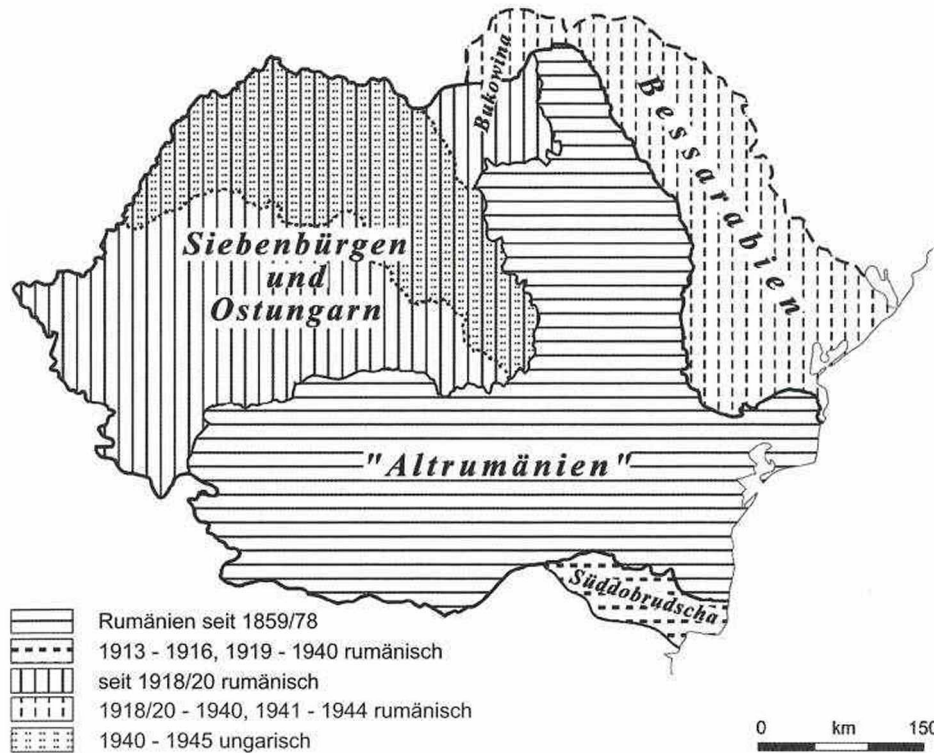 Bukowina
Bessarabien
Siebenbürgen
und
Ostungarn
"Altrumänien"
Süddobrudscha
Rumänien seit 1859/78
1913 - 1916, 1919 - 1940 rumänisch
seit 1918/20 rumänisch
1918/20 - 1940, 1941 - 1944 rumänisch
1940 - 1945 ungarisch
0 km 150